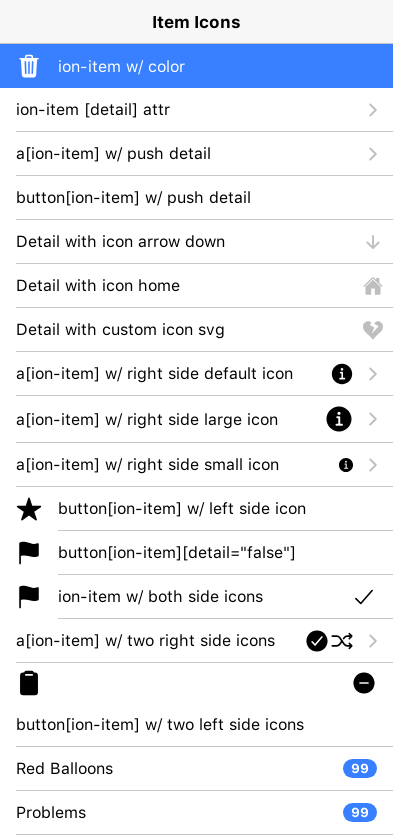 Item Icons
ion-item w/ color
ion-item [detail] attr
a[ion-item] w/ push detail
button[ion-item] w/ push detail
Detail with icon arrow down
Detail with icon home
Detail with custom icon svg
a[ion-item] w/ right side default icon
a[ion-item] w/ right side large icon
a[ion-item] w/ right side small icon
button[ion-item] w/ left side icon
button[ion-item][detail="false"]
ion-item w/ both side icons
a[ion-item] w/ two right side icons
button[ion-item] w/ two left side icons
Red Balloons 99
Problems 99